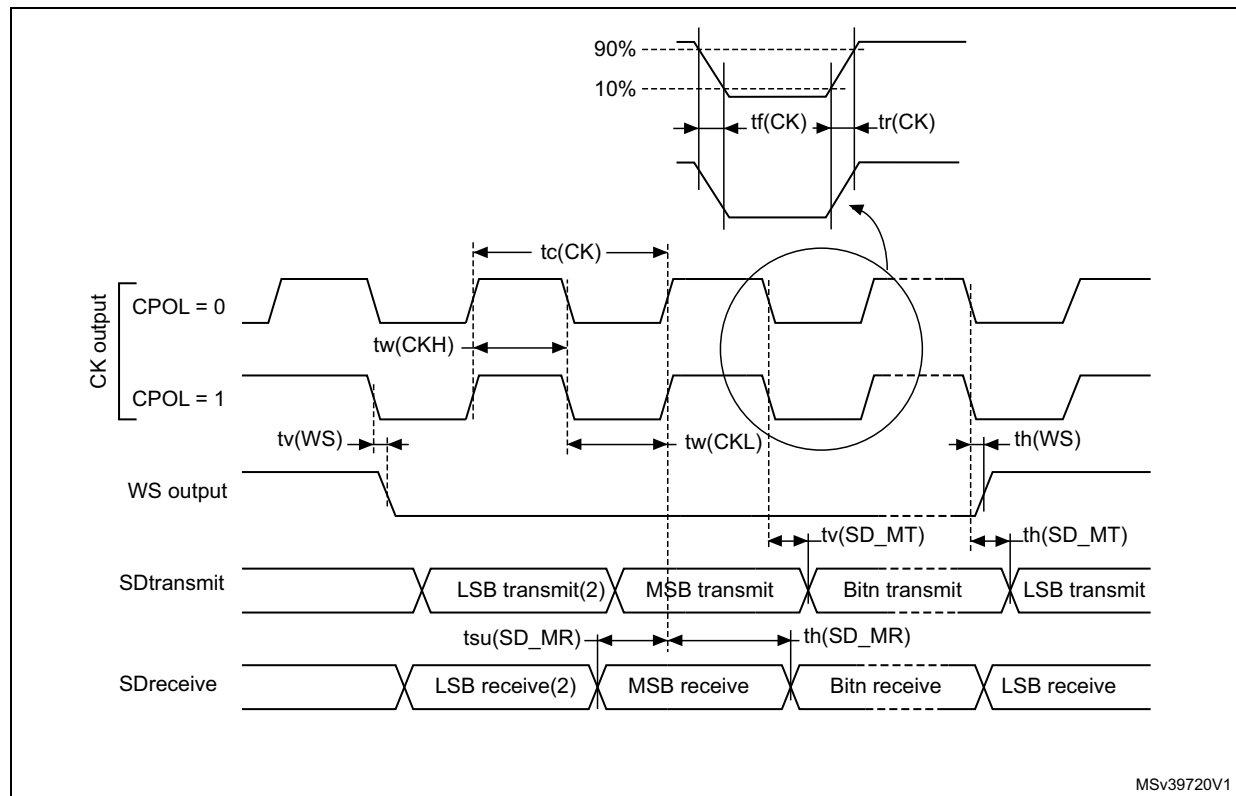 90%
10%
tf(CK)
tr(CK)
tc(CK)
CK output
CPOL = 0
tw(CKH)
CPOL = 1
tv(WS)
tw(CKL)
th(WS)
WS output
tv(SD_MT)
th(SD_MT)
SDtransmit
LSB transmit(2)
MSB transmit
Bitn transmit
LSB transmit
tsu(SD_MR)
th(SD_MR)
SDreceive
LSB receive(2)
MSB receive
Bitn receive
LSB receive
MSv39720V1